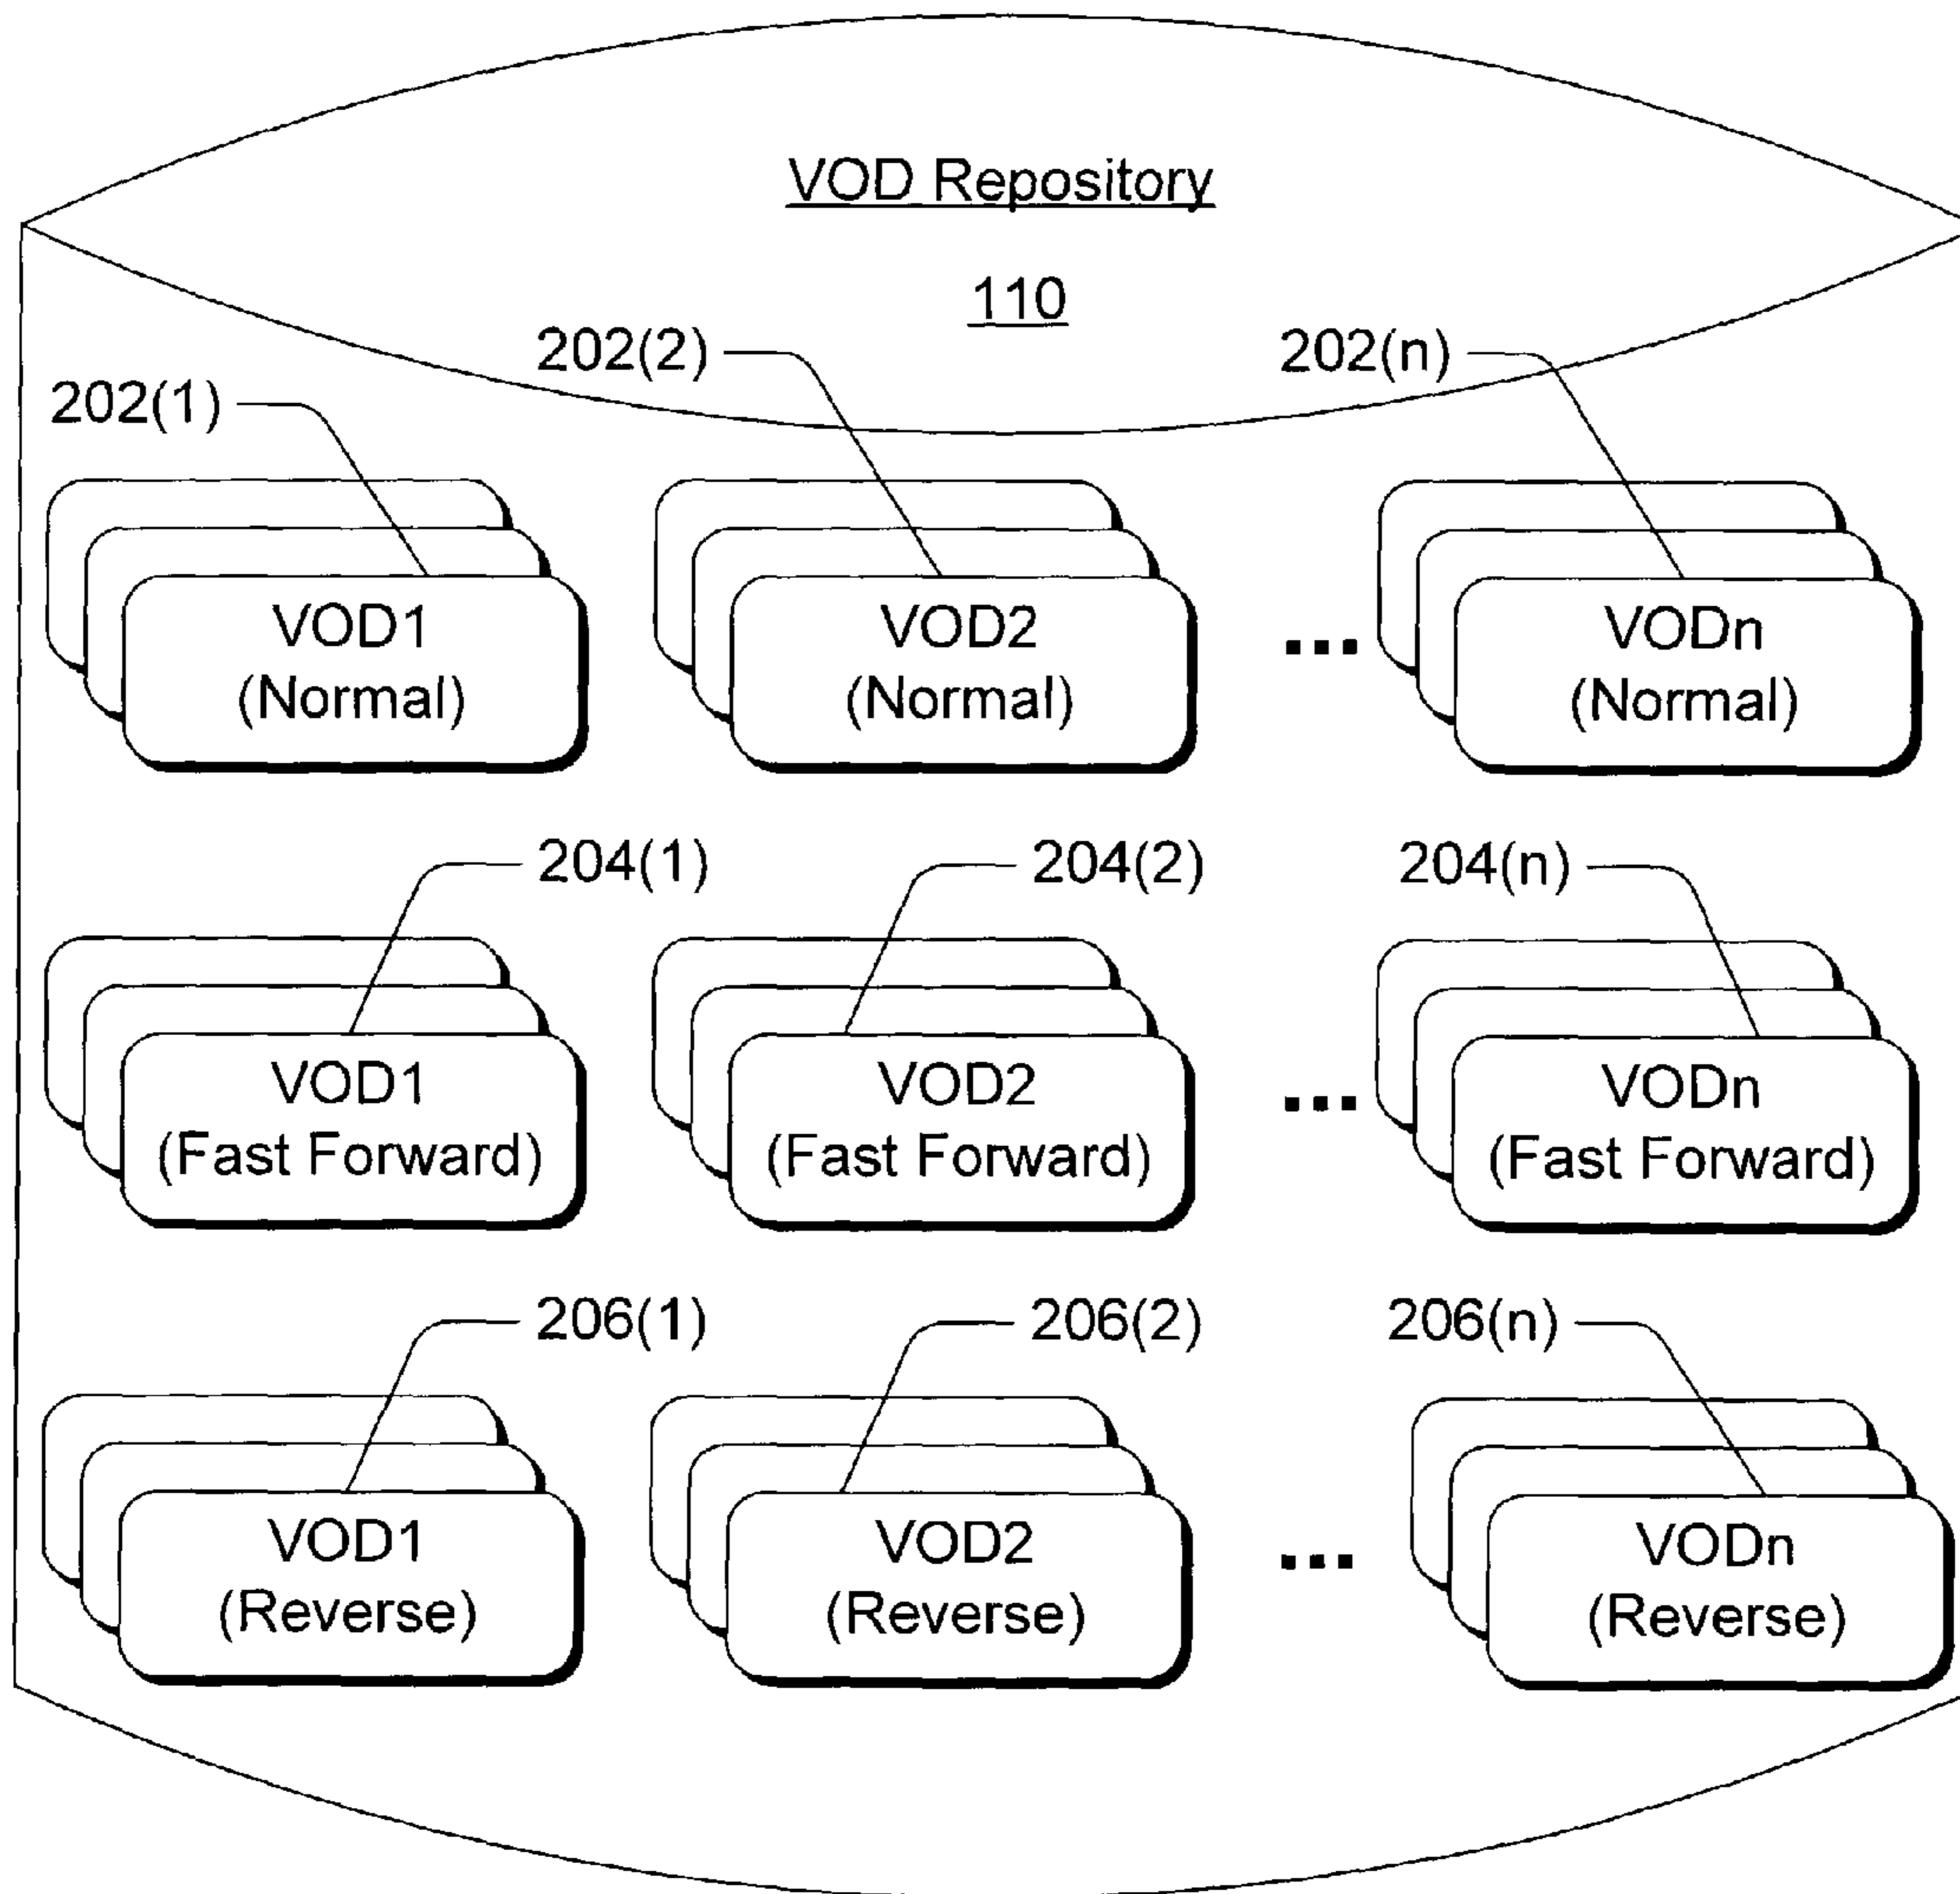 VOD Repository
110
202(1)
202(2)
202(n)
VOD1
(Normal)
VOD2
(Normal)
...
VODn
(Normal)
204(1)
204(2)
204(n)
VOD1
(Fast Forward)
VOD2
(Fast Forward)
...
VODn
(Fast Forward)
206(1)
206(2)
206(n)
VOD1
(Reverse)
VOD2
(Reverse)
...
VODn
(Reverse)